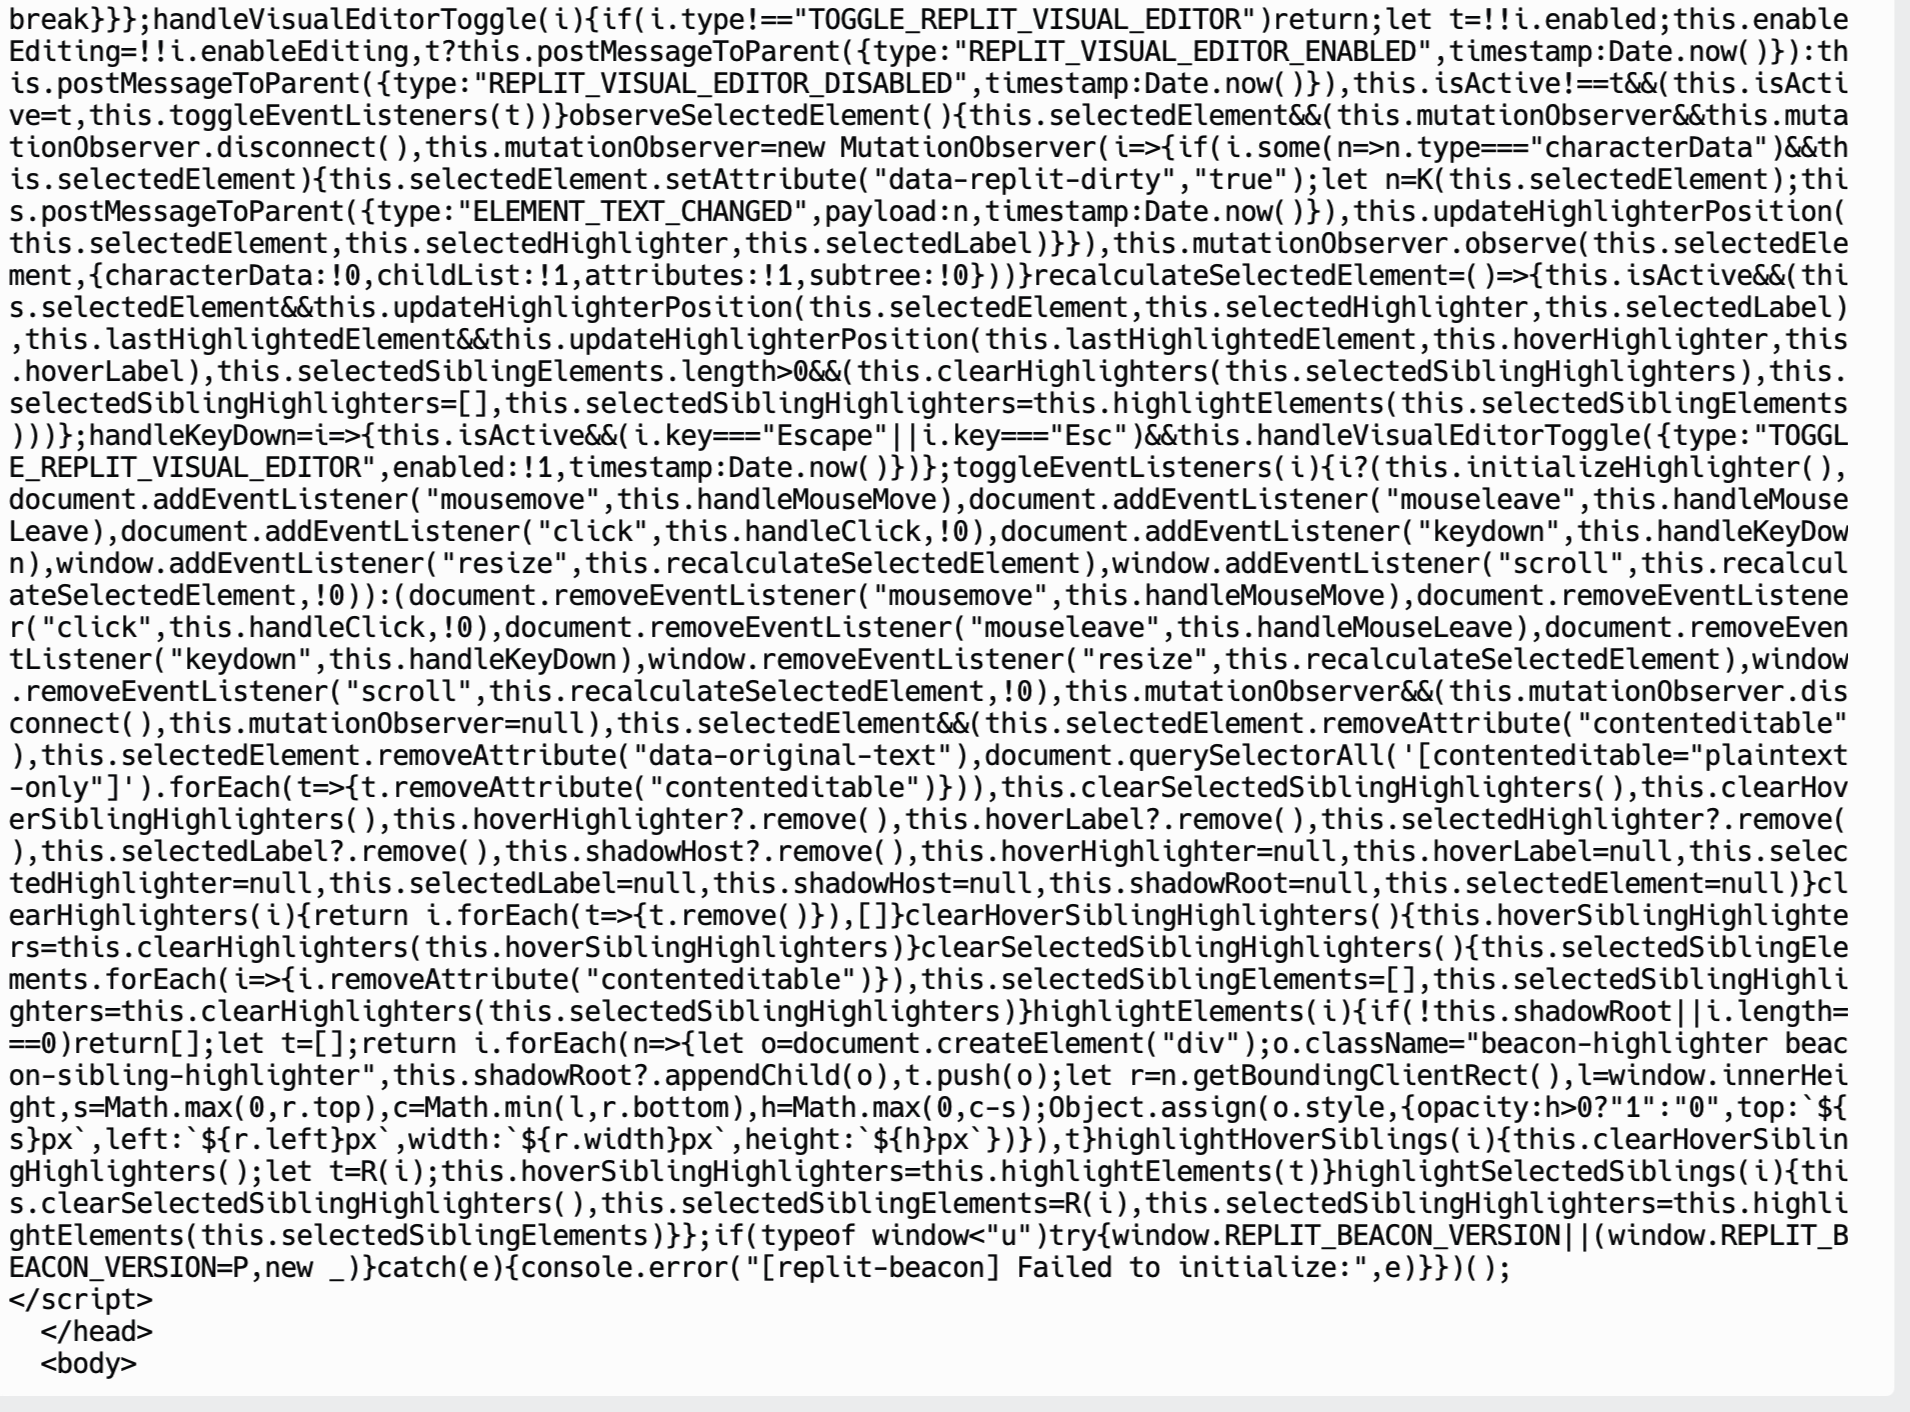 break}}};handleVisualEditorToggle(i){if(i.type!=="TOGGLE_REPLIT_VISUAL_EDITOR")return;let t=!!i.enabled;this.enable
Editing=!!i.enableEditing,t?this.postMessageToParent({type:"REPLIT_VISUAL_EDITOR_ENABLED",timestamp:Date.now()}):th
is.postMessageToParent({type:"REPLIT_VISUAL_EDITOR_DISABLED",timestamp:Date.now()}),this.isActive!==t&&(this.isActi
ve=t,this.toggleEventListeners(t))}observeSelectedElement(){this.selectedElement&&(this.mutationObserver&&this.muta
tionObserver.disconnect(),this.mutationObserver=new MutationObserver(i=>{if(i.some(n=>n.type==="characterData")&&th
is.selectedElement){this.selectedElement.setAttribute("data-replit-dirty","true");let n=K(this.selectedElement);thi
s.postMessageToParent({type:"ELEMENT_TEXT_CHANGED",payload:n,timestamp:Date.now()}),this.updateHighlighterPosition(
this.selectedElement,this.selectedHighlighter,this.selectedLabel)}}),this.mutationObserver.observe(this.selectedEle
ment,{characterData:!0,childList:!1,attributes:!1,subtree:!0}))}recalculateSelectedElement=()=>{this.isActive&&(thi
s.selectedElement&&this.updateHighlighterPosition(this.selectedElement,this.selectedHighlighter,this.selectedLabel)
,this.lastHighlightedElement&&this.updateHighlighterPosition(this.lastHighlightedElement,this.hoverHighlighter,this
.hoverLabel),this.selectedSiblingElements.length>0&&(this.clearHighlighters(this.selectedSiblingHighlighters),this.
selectedSiblingHighlighters=[],this.selectedSiblingHighlighters=this.highlightElements(this.selectedSiblingElements
)))};handleKeyDown=i=>{this.isActive&&(i.key==="Escape"||i.key==="Esc")&&this.handleVisualEditorToggle({type:"TOGGL
E_REPLIT_VISUAL_EDITOR",enabled:!1,timestamp:Date.now()})};toggleEventListeners(i){i?(this.initializeHighlighter(),
document.addEventListener("mousemove",this.handleMouseMove),document.addEventListener("mouseleave",this.handleMouse
Leave),document.addEventListener("click",this.handleClick,!0),document.addEventListener("keydown",this.handleKeyDow
n),window.addEventListener("resize",this.recalculateSelectedElement),window.addEventListener("scroll",this.recalcul
ateSelectedElement,!0)):(document.removeEventListener("mousemove",this.handleMouseMove),document.removeEventListene
r("click",this.handleClick,!0),document.removeEventListener("mouseleave",this.handleMouseLeave),document.removeEven
tListener("keydown",this.handleKeyDown),window.removeEventListener("resize",this.recalculateSelectedElement),window
.removeEventListener("scroll",this.recalculateSelectedElement,!0),this.mutationObserver&&(this.mutationObserver.dis
connect(),this.mutationObserver=null),this.selectedElement&&(this.selectedElement.removeAttribute("contenteditable"
),this.selectedElement.removeAttribute("data-original-text"),document.querySelectorAll('[contenteditable="plaintext
-only"]').forEach(t=>{t.removeAttribute("contenteditable")})),this.clearSelectedSiblingHighlighters(),this.clearHov
erSiblingHighlighters(),this.hoverHighlighter?.remove(),this.hoverLabel?.remove(),this.selectedHighlighter?.remove(
),this.selectedLabel?.remove(),this.shadowHost?.remove(),this.hoverHighlighter=null,this.hoverLabel=null,this.selec
tedHighlighter=null,this.selectedLabel=null,this.shadowHost=null,this.shadowRoot=null,this.selectedElement=null)}cl
earHighlighters(i){return i.forEach(t=>{t.remove()}),[]}clearHoverSiblingHighlighters(){this.hoverSiblingHighlighte
rs=this.clearHighlighters(this.hoverSiblingHighlighters)}clearSelectedSiblingHighlighters(){this.selectedSiblingEle
ments.forEach(i=>{i.removeAttribute("contenteditable")}),this.selectedSiblingElements=[],this.selectedSiblingHighli
ghters=this.clearHighlighters(this.selectedSiblingHighlighters)}highlightElements(i){if(!this.shadowRoot||i.length=
==0)return[];let t=[];return i.forEach(n=>{let o=document.createElement("div");o.className="beacon-highlighter beac
on-sibling-highlighter",this.shadowRoot?.appendChild(o),t.push(o);let r=n.getBoundingClientRect(),l=window.innerHei
ght,s=Math.max(0,r.top),c=Math.min(l,r.bottom),h=Math.max(0,c-s);Object.assign(o.style,{opacity:h>0?"1":"0",top:`${
s}px`,left:`${r.left}px`,width:`${r.width}px`,height:`${h}px`})}),t}highlightHoverSiblings(i){this.clearHoverSiblin
gHighlighters();let t=R(i);this.hoverSiblingHighlighters=this.highlightElements(t)}highlightSelectedSiblings(i){thi
s.clearSelectedSiblingHighlighters(),this.selectedSiblingElements=R(i),this.selectedSiblingHighlighters=this.highli
ghtElements(this.selectedSiblingElements)}};if(typeof window<"u")try{window.REPLIT_BEACON_VERSION||(window.REPLIT_B
EACON_VERSION=P,new _)}catch(e){console.error("[replit-beacon] Failed to initialize:",e)}})();
</script>
  </head>
  <body>